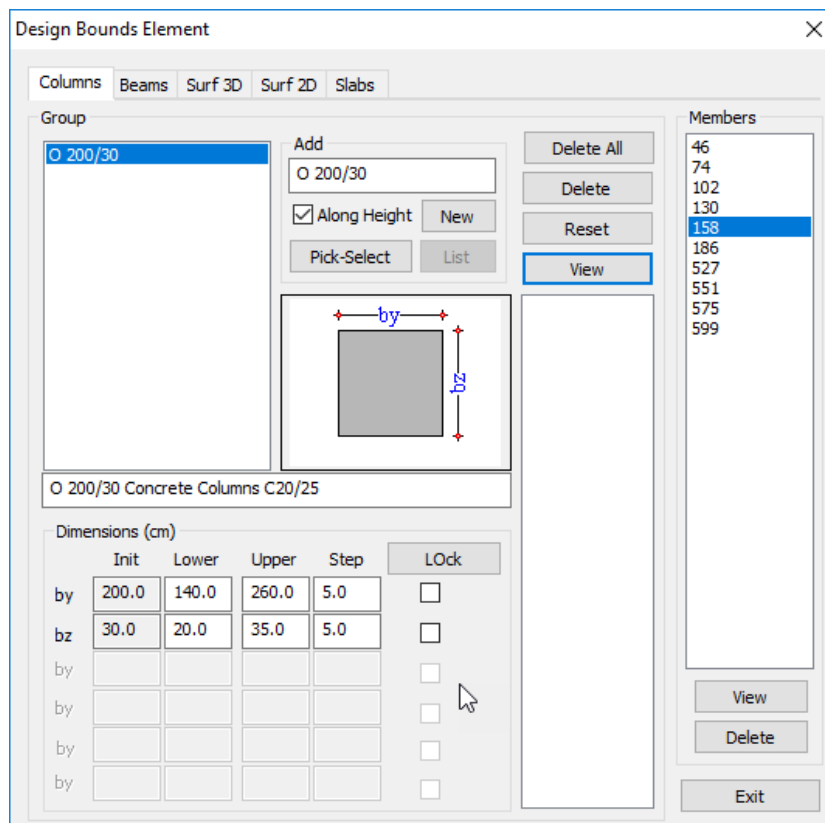 Design Bounds Element
Columns Beams Surf 3D Surf 2D Slabs
Group
O 200/30
Add
O 200/30
Along Height New
Pick-Select List
Delete All
Delete
Reset
View
by
bz
O 200/30 Concrete Columns C20/25
Dimensions (cm)
Init Lower Upper Step LOck
by 200.0 140.0 260.0 5.0
bz 30.0 20.0 35.0 5.0
by
by
by
by
Members
46
74
102
130
158
186
527
551
575
599
View
Delete
Exit